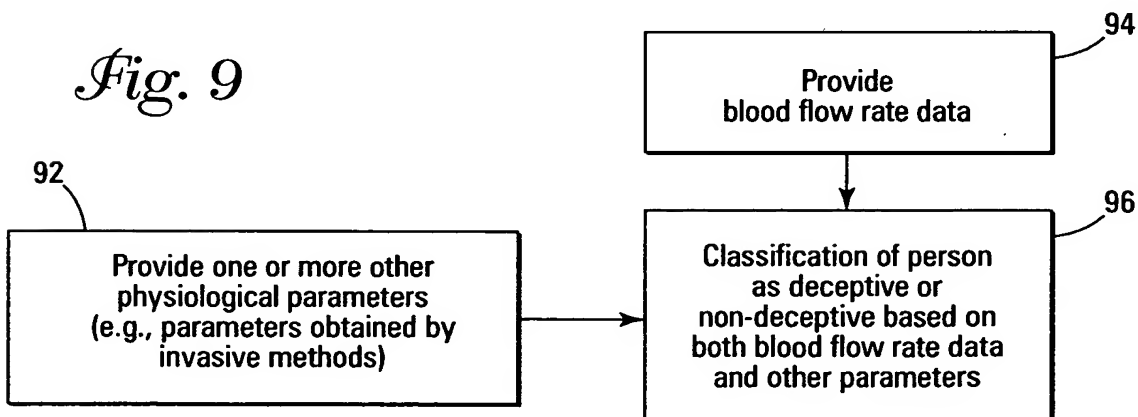 Fig. 9
94
Provide
blood flow rate data
92
96
Provide one or more other
physiological parameters
(e.g., parameters obtained by
invasive methods)
Classification of person
as deceptive or
non-deceptive based on
both blood flow rate data
and other parameters